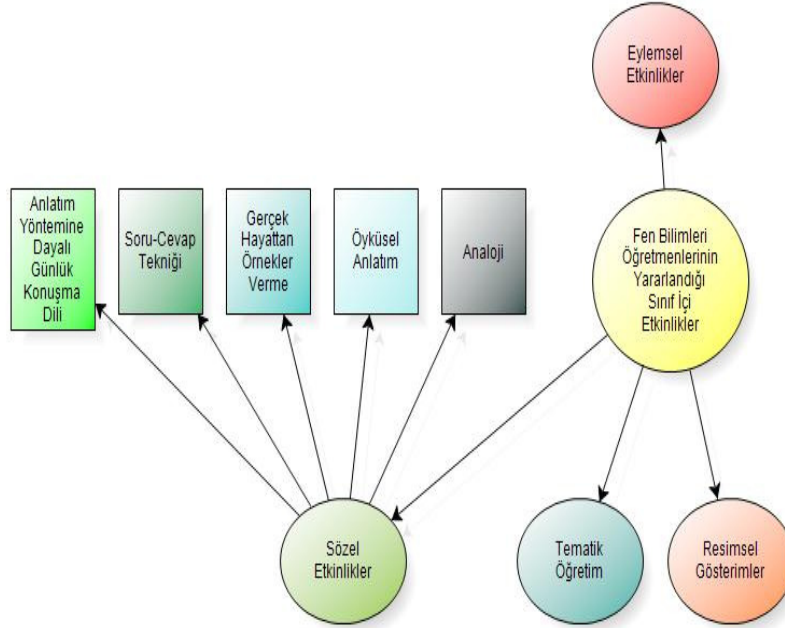 Eylemsel
Etkinlikler
Anlatım
Yöntemine
Dayalı
Günlük
Konuşma
Dili
Soru-Cevap
Tekniği
Gerçek
Hayattan
Örnekler
Verme
Öyküsel
Anlatım
Analoji
Fen Bilimleri
Öğretmenlerinin
Yararlandığı
Sınıf İçi
Etkinlikler
Sözel
Etkinlikler
Tematik
Öğretim
Resimsel
Gösterimler